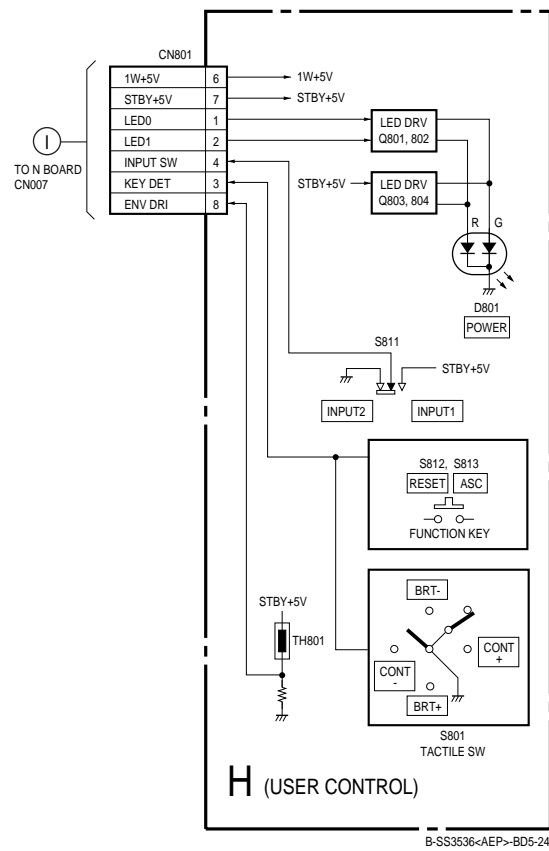 CN801
1W+5V 6 1W+5V
STBY+5V 7 STBY+5V
LED0 1
LED1 2
INPUT SW 4
KEY DET 3
ENV DRI 8
I
TO N BOARD
CN007
LED DRV
Q801, 802
STBY+5V
LED DRV
Q803, 804
R G
D801
POWER
S811
STBY+5V
INPUT2 INPUT1
S812, S813
RESET ASC
FUNCTION KEY
STBY+5V
TH801
BRT-
CONT
+
CONT
-
BRT+
S801
TACTILE SW
H (USER CONTROL)
B-SS3536<AEP>-BD5-24